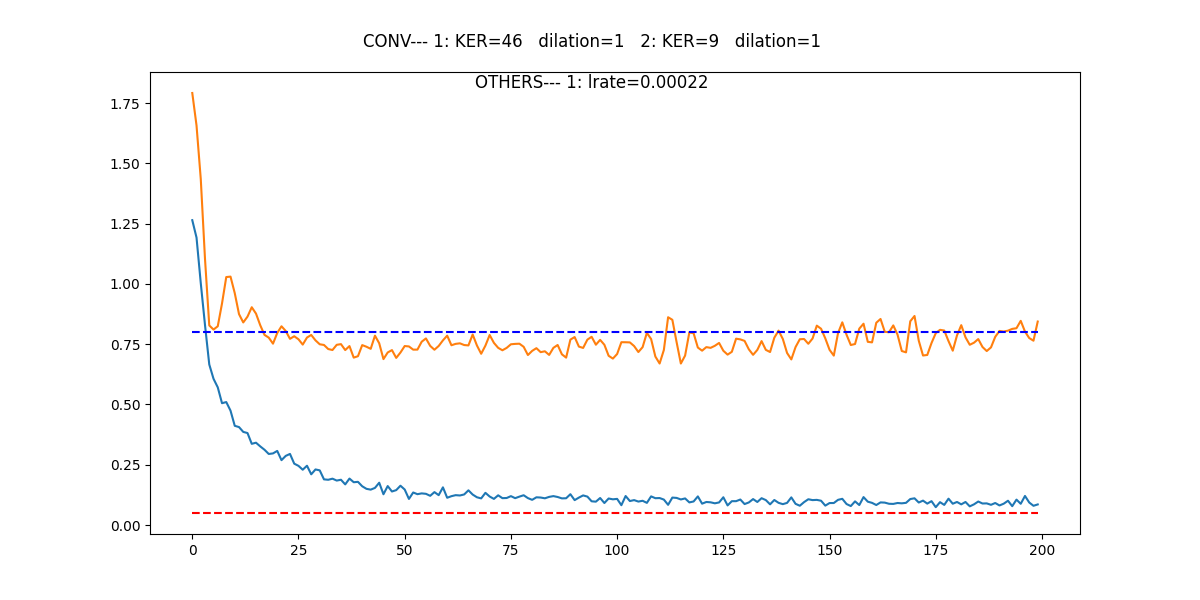 CONV--- 1: KER=46   dilation=1   2: KER=9   dilation=1
OTHERS--- 1: lrate=0.00022
1.75
1.50
1.25
1.00
0.75
0.50
0.25
0.00
0 25 50 75 100 125 150 175 200